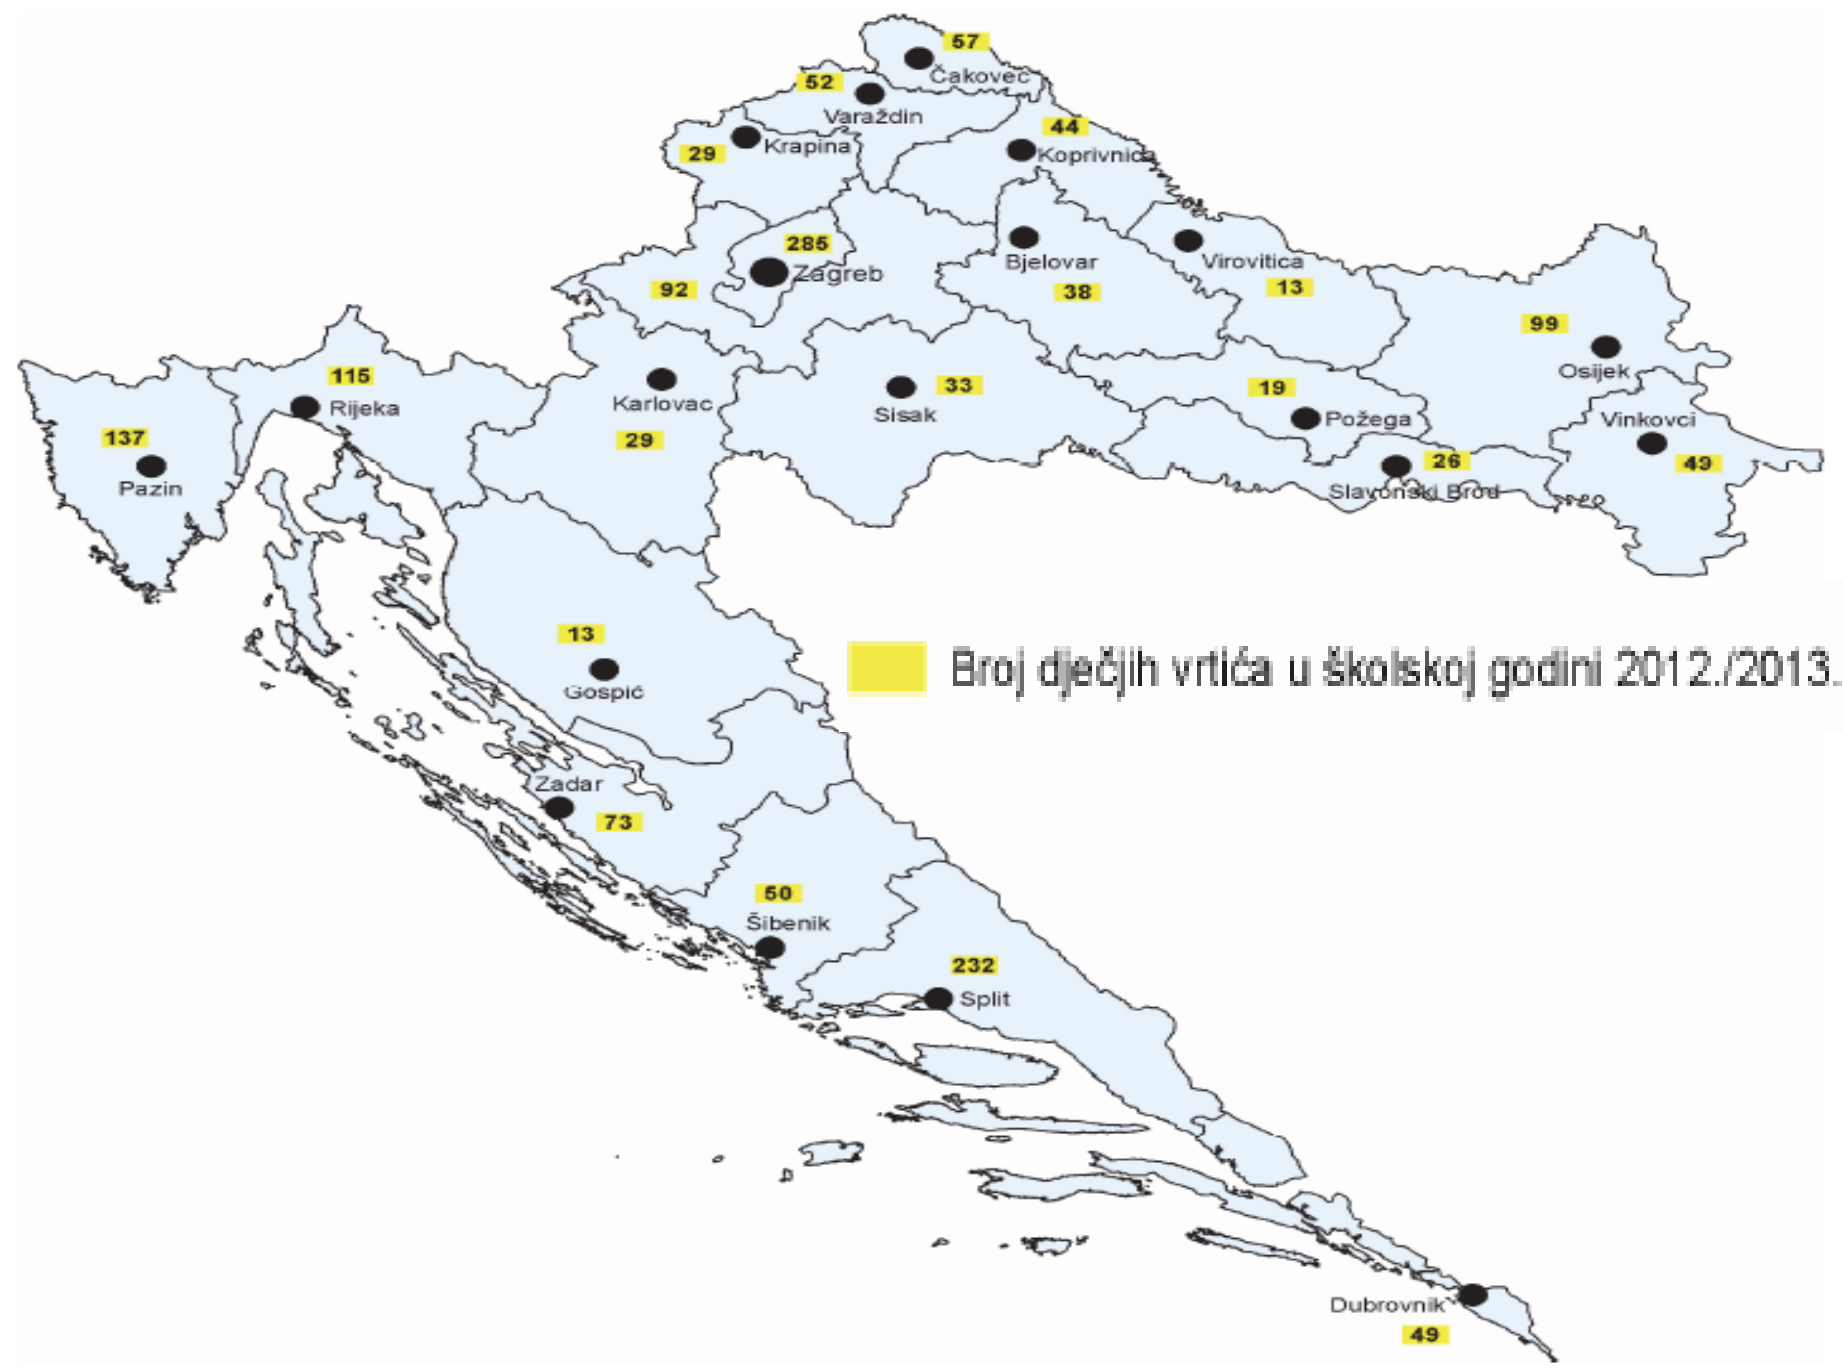 57
Čakovec
52
Varaždin
44
Koprivnica
29
Krapina
285
Zagreb
92
Bjelovar
38
Virovitica
13
99
Osijek
115
Rijeka
Karlovac
29
Sisak
33
19
Požega
Vinkovci
49
137
Pazin
26
Slavonski Brod
13
Gospić
Broj dječjih vrtića u školskoj godini 2012./2013.
Zadar
73
50
Šibenik
232
Split
Dubrovnik
49